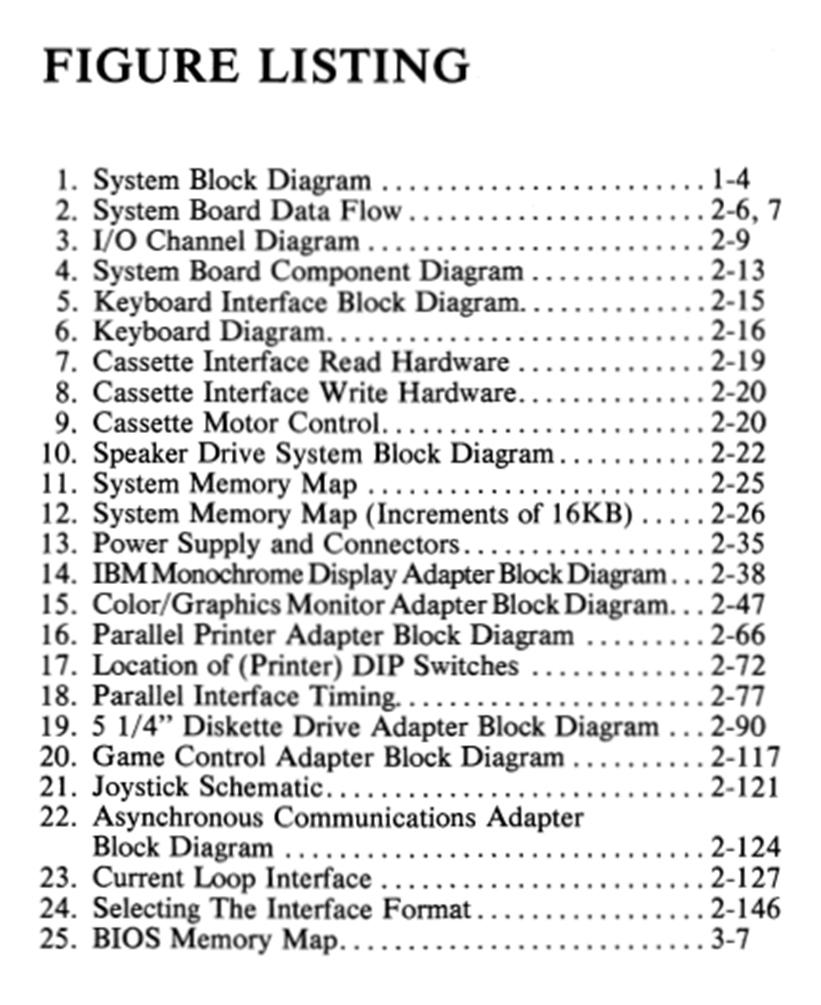 FIGURE LISTING
1. System Block Diagram ........................ 1-4
2. System Board Data Flow ...................... 2-6, 7
3. I/O Channel Diagram ......................... 2-9
4. System Board Component Diagram ............. 2-13
5. Keyboard Interface Block Diagram.............. 2-15
6. Keyboard Diagram............................ 2-16
7. Cassette Interface Read Hardware .............. 2-19
8. Cassette Interface Write Hardware.............. 2-20
9. Cassette Motor Control........................ 2-20
10. Speaker Drive System Block Diagram........... 2-22
11. System Memory Map ......................... 2-25
12. System Memory Map (Increments of 16KB) ..... 2-26
13. Power Supply and Connectors.................. 2-35
14. IBM Monochrome Display Adapter Block Diagram... 2-38
15. Color/Graphics Monitor Adapter Block Diagram... 2-47
16. Parallel Printer Adapter Block Diagram ......... 2-66
17. Location of (Printer) DIP Switches ............. 2-72
18. Parallel Interface Timing....................... 2-77
19. 5 1/4” Diskette Drive Adapter Block Diagram ... 2-90
20. Game Control Adapter Block Diagram .......... 2-117
21. Joystick Schematic............................ 2-121
22. Asynchronous Communications Adapter
Block Diagram ............................... 2-124
23. Current Loop Interface ........................ 2-127
24. Selecting The Interface Format................. 2-146
25. BIOS Memory Map........................... 3-7